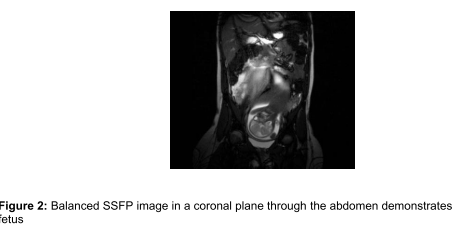 Figure 2: Balanced SSFP image in a coronal plane through the abdomen demonstrates
fetus